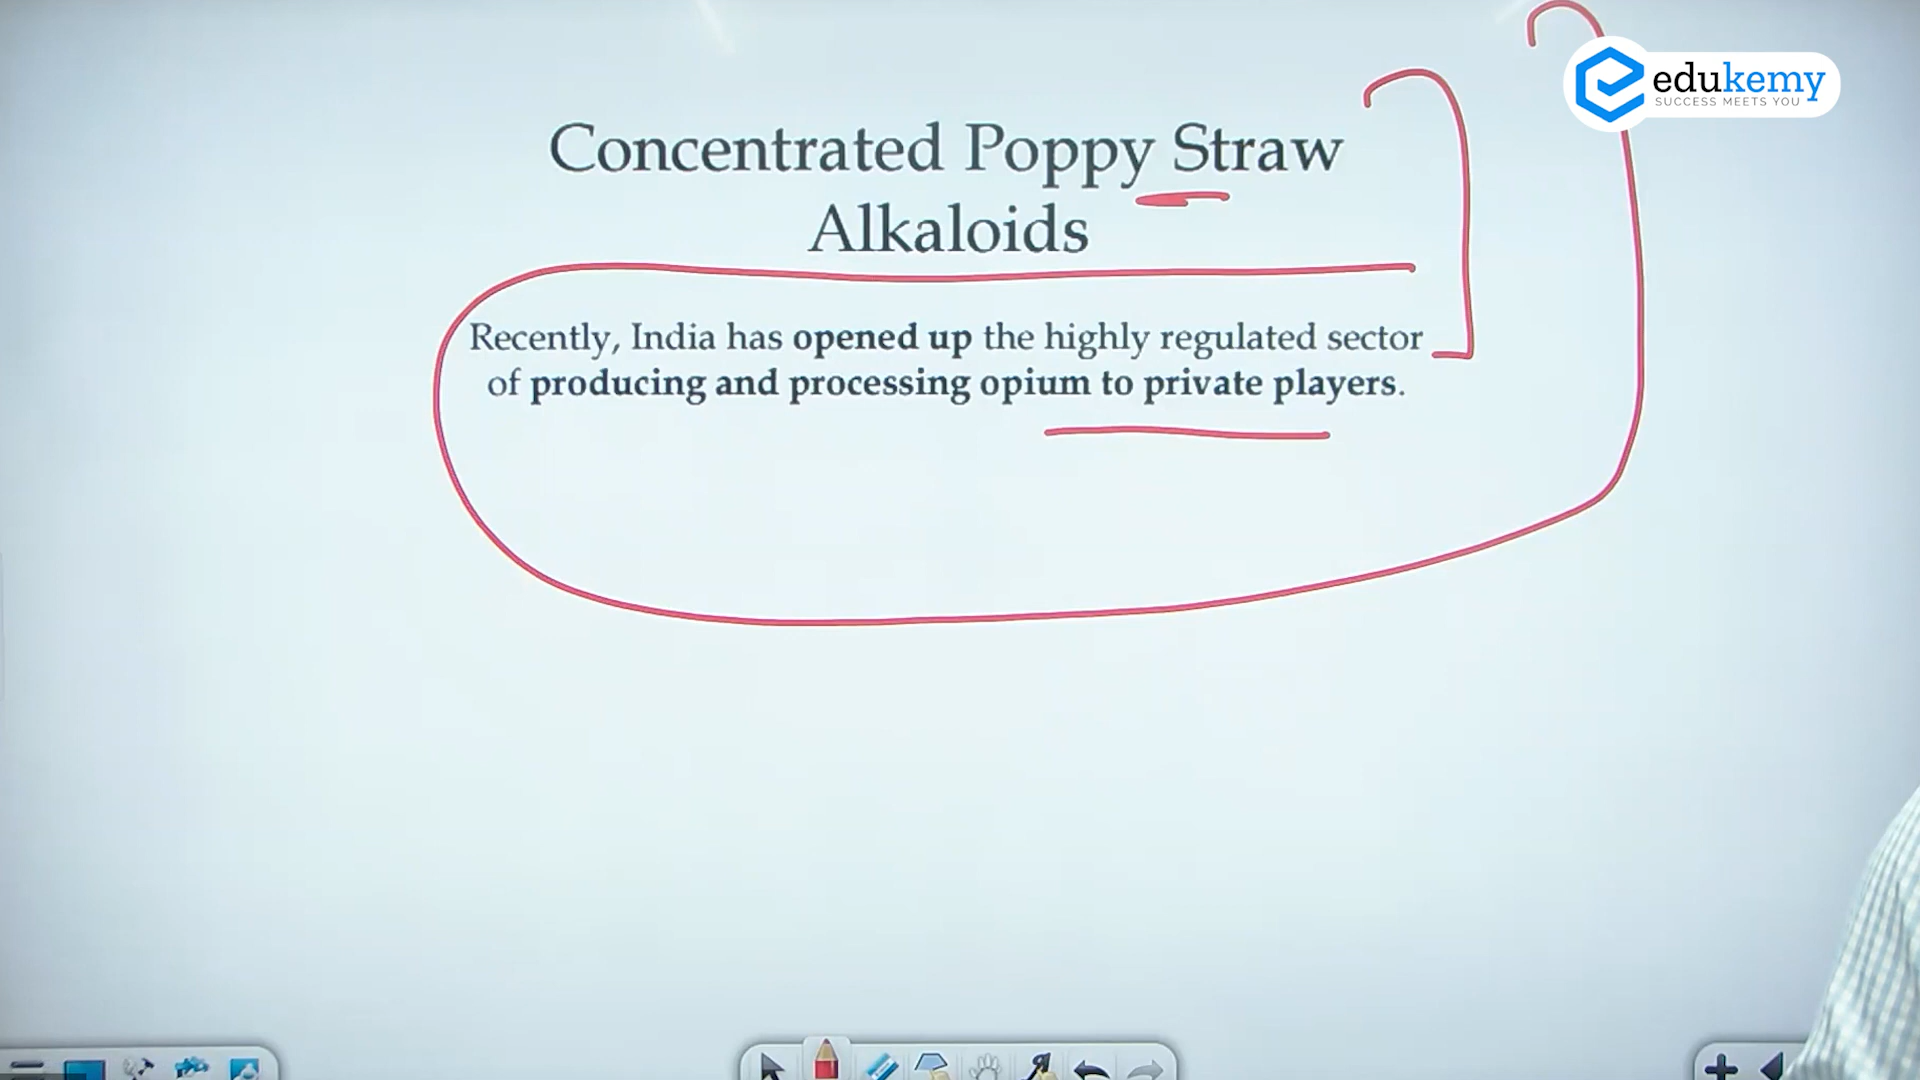 edukemy
SUCCESS MEETS YOU
Concentrated Poppy Straw
Alkaloids
Recently, India has opened up the highly regulated sector
of producing and processing opium to private players.